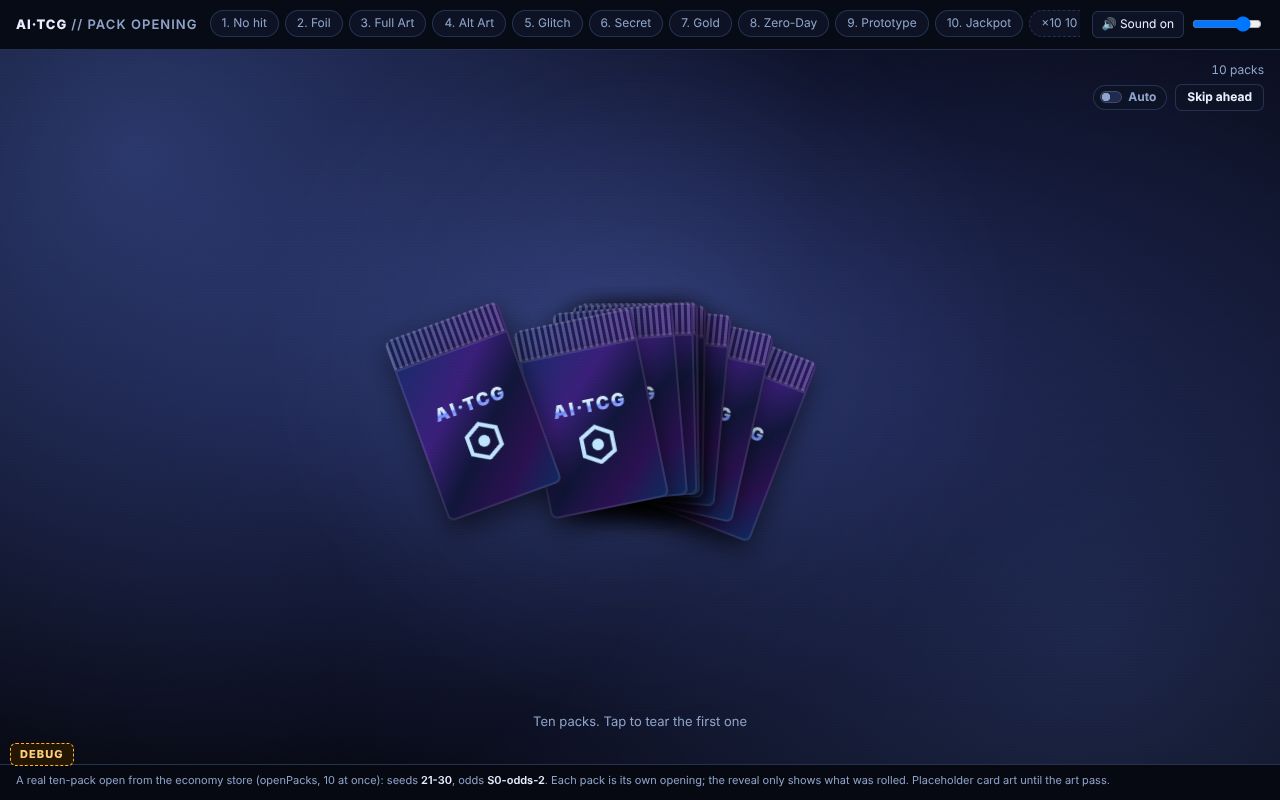 AI·TCG // PACK OPENING
1. No hit
2. Foil
3. Full Art
4. Alt Art
5. Glitch
6. Secret
7. Gold
8. Zero-Day
9. Prototype
10. Jackpot
×10 10
🔊 Sound on
10 packs
Auto
Skip ahead
AI·TCG
AI·TCG
G
G
G
Ten packs. Tap to tear the first one
DEBUG
A real ten-pack open from the economy store (openPacks, 10 at once): seeds 21-30, odds S0-odds-2. Each pack is its own opening; the reveal only shows what was rolled. Placeholder card art until the art pass.